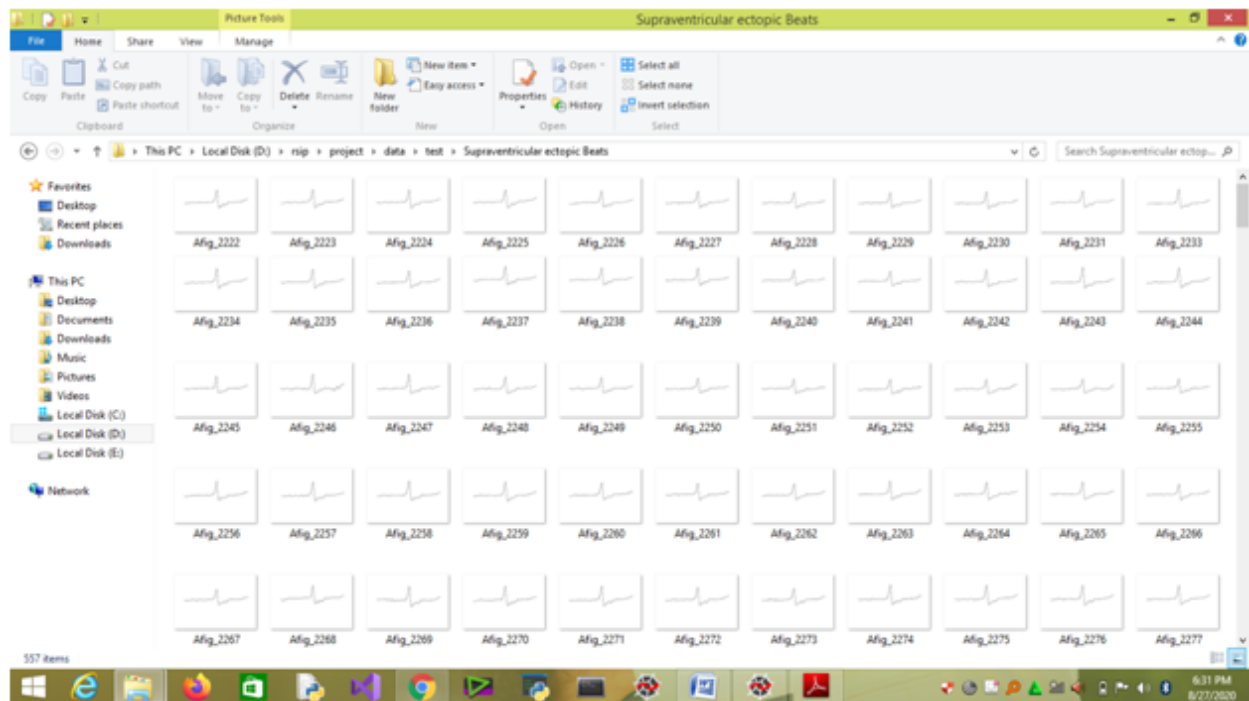 Picture Tools
Supraventricular ectopic Beats
File Home Share View Manage
Copy
Paste
Cut
Copy path
Paste shortcut
Clipboard
Move to
Copy to
Delete Rename
Organize
New folder
New item
Easy access
New
Properties
Open
Edit
History
Open
Select all
Select none
Invert selection
Select
This PC Local Disk (D:) rsip project data test Supraventricular ectopic Beats
Search Supraventricular ectop...
Favorites
Desktop
Recent places
Downloads
This PC
Desktop
Documents
Downloads
Music
Pictures
Videos
Local Disk (C:)
Local Disk (D:)
Local Disk (E:)
Network
Afig_2222 Afig_2223 Afig_2224 Afig_2225 Afig_2226 Afig_2227 Afig_2228 Afig_2229 Afig_2230 Afig_2231 Afig_2233
Afig_2234 Afig_2235 Afig_2236 Afig_2237 Afig_2238 Afig_2239 Afig_2240 Afig_2241 Afig_2242 Afig_2243 Afig_2244
Afig_2245 Afig_2246 Afig_2247 Afig_2248 Afig_2249 Afig_2250 Afig_2251 Afig_2252 Afig_2253 Afig_2254 Afig_2255
Afig_2256 Afig_2257 Afig_2258 Afig_2259 Afig_2260 Afig_2261 Afig_2262 Afig_2263 Afig_2264 Afig_2265 Afig_2266
Afig_2267 Afig_2268 Afig_2269 Afig_2270 Afig_2271 Afig_2272 Afig_2273 Afig_2274 Afig_2275 Afig_2276 Afig_2277
557 items
6:31 PM
8/27/2020